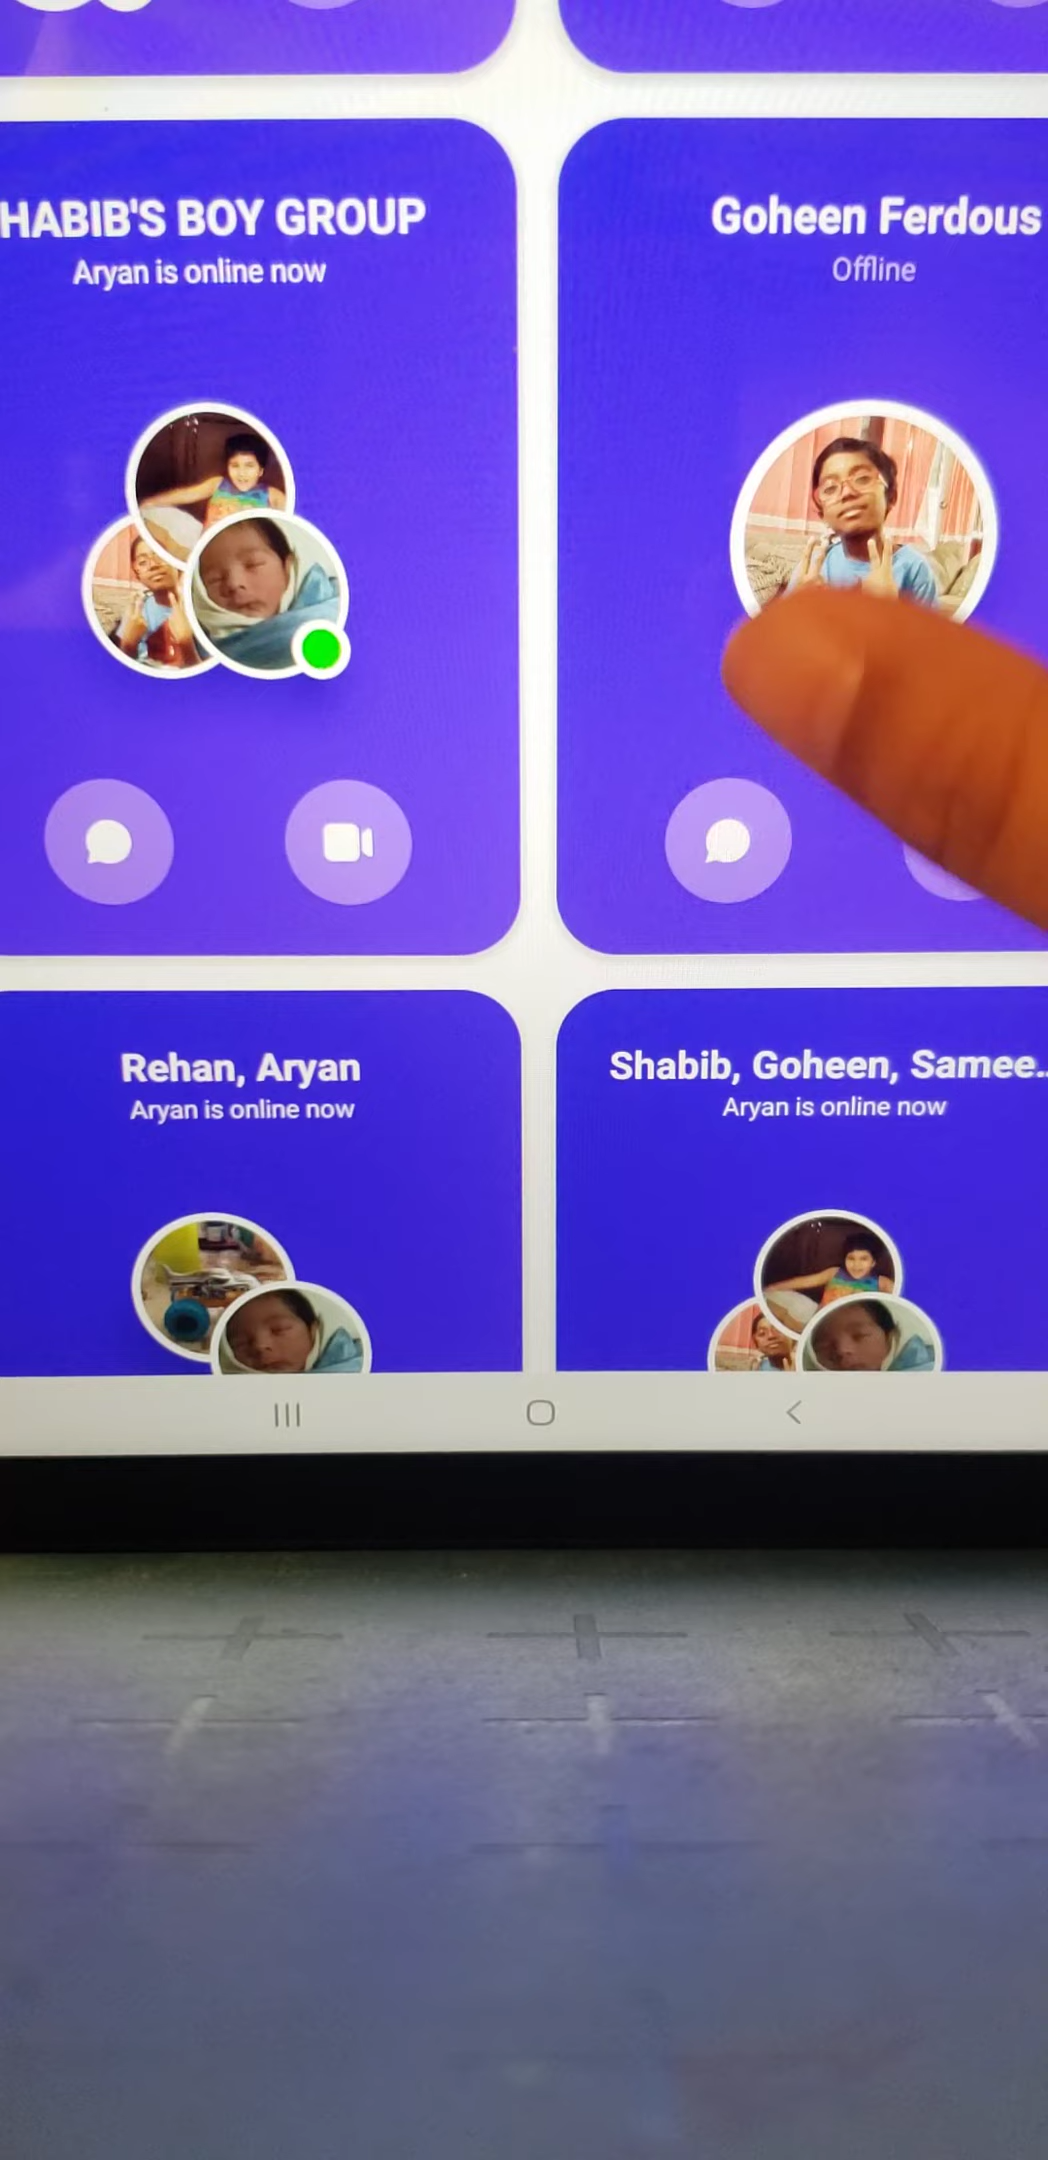 HABIB'S BOY GROUP
Aryan is online now
Goheen Ferdous
Offline
Rehan, Aryan
Aryan is online now
Shabib, Goheen, Samee..
Aryan is online now